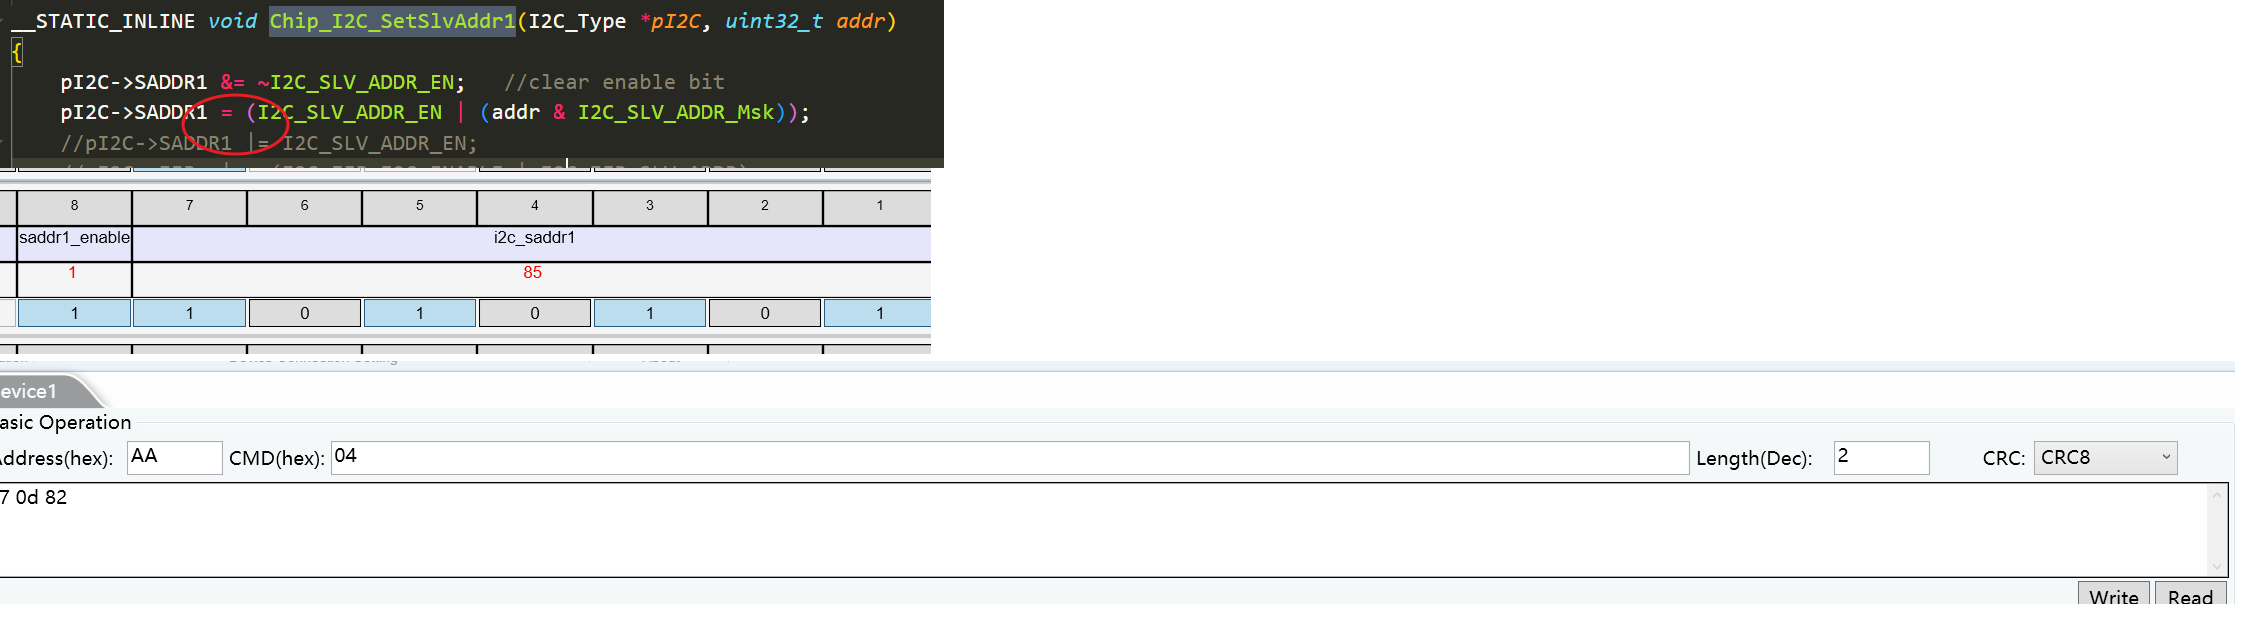 __STATIC_INLINE void Chip_I2C_SetSlvAddr1(I2C_Type *pI2C, uint32_t addr)
{
pI2C->SADDR1 &= ~I2C_SLV_ADDR_EN; //clear enable bit
pI2C->SADDR1 = (I2C_SLV_ADDR_EN | (addr & I2C_SLV_ADDR_Msk));
//pI2C->SADDR1 |= I2C_SLV_ADDR_EN;
8 7 6 5 4 3 2 1
saddr1_enable i2c_saddr1
1 85
1 1 0 1 0 1 0 1
evice1
asic Operation
Address(hex): AA CMD(hex): 04 Length(Dec): 2 CRC: CRC8
7 0d 82
Write Read